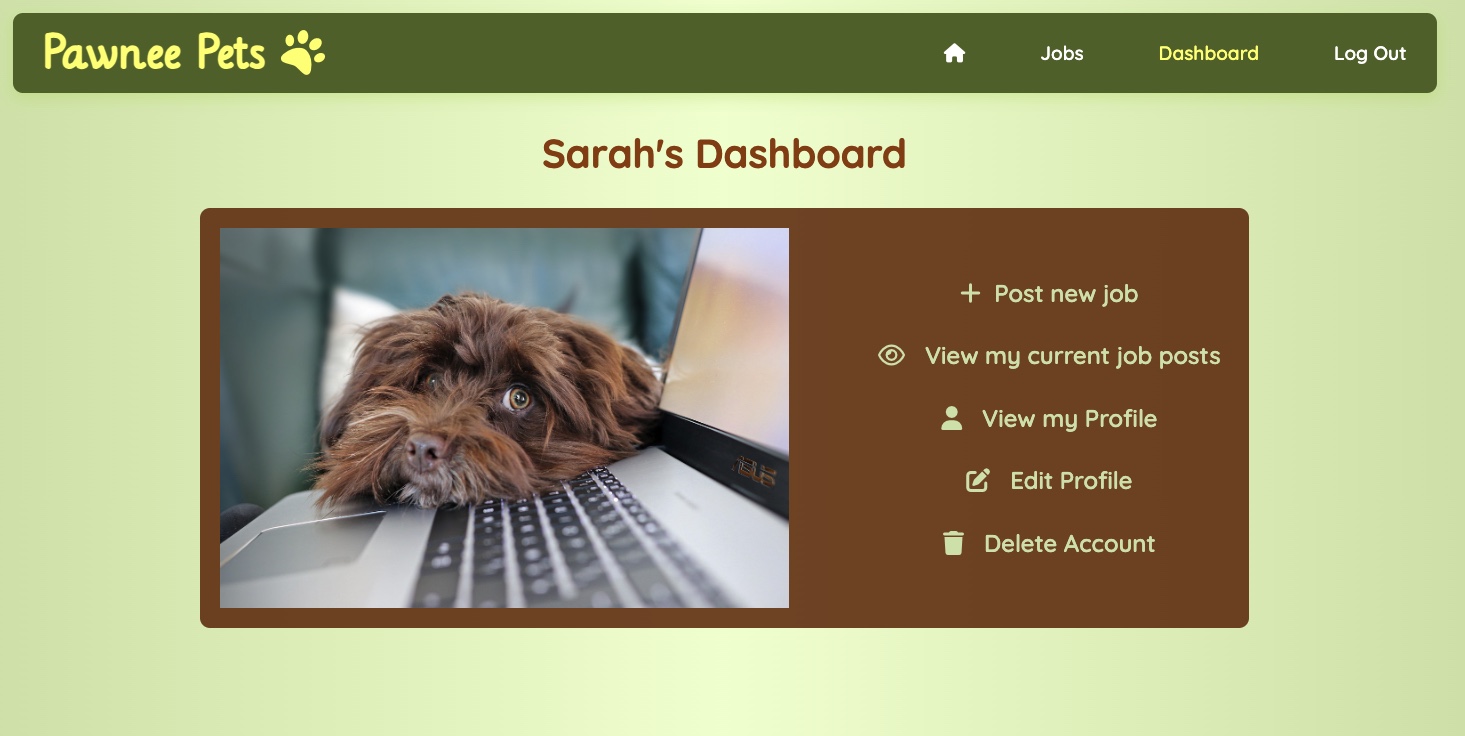 Pawnee Pets
Jobs
Dashboard
Log Out
Sarah's Dashboard
Post new job
View my current job posts
View my Profile
Edit Profile
Delete Account